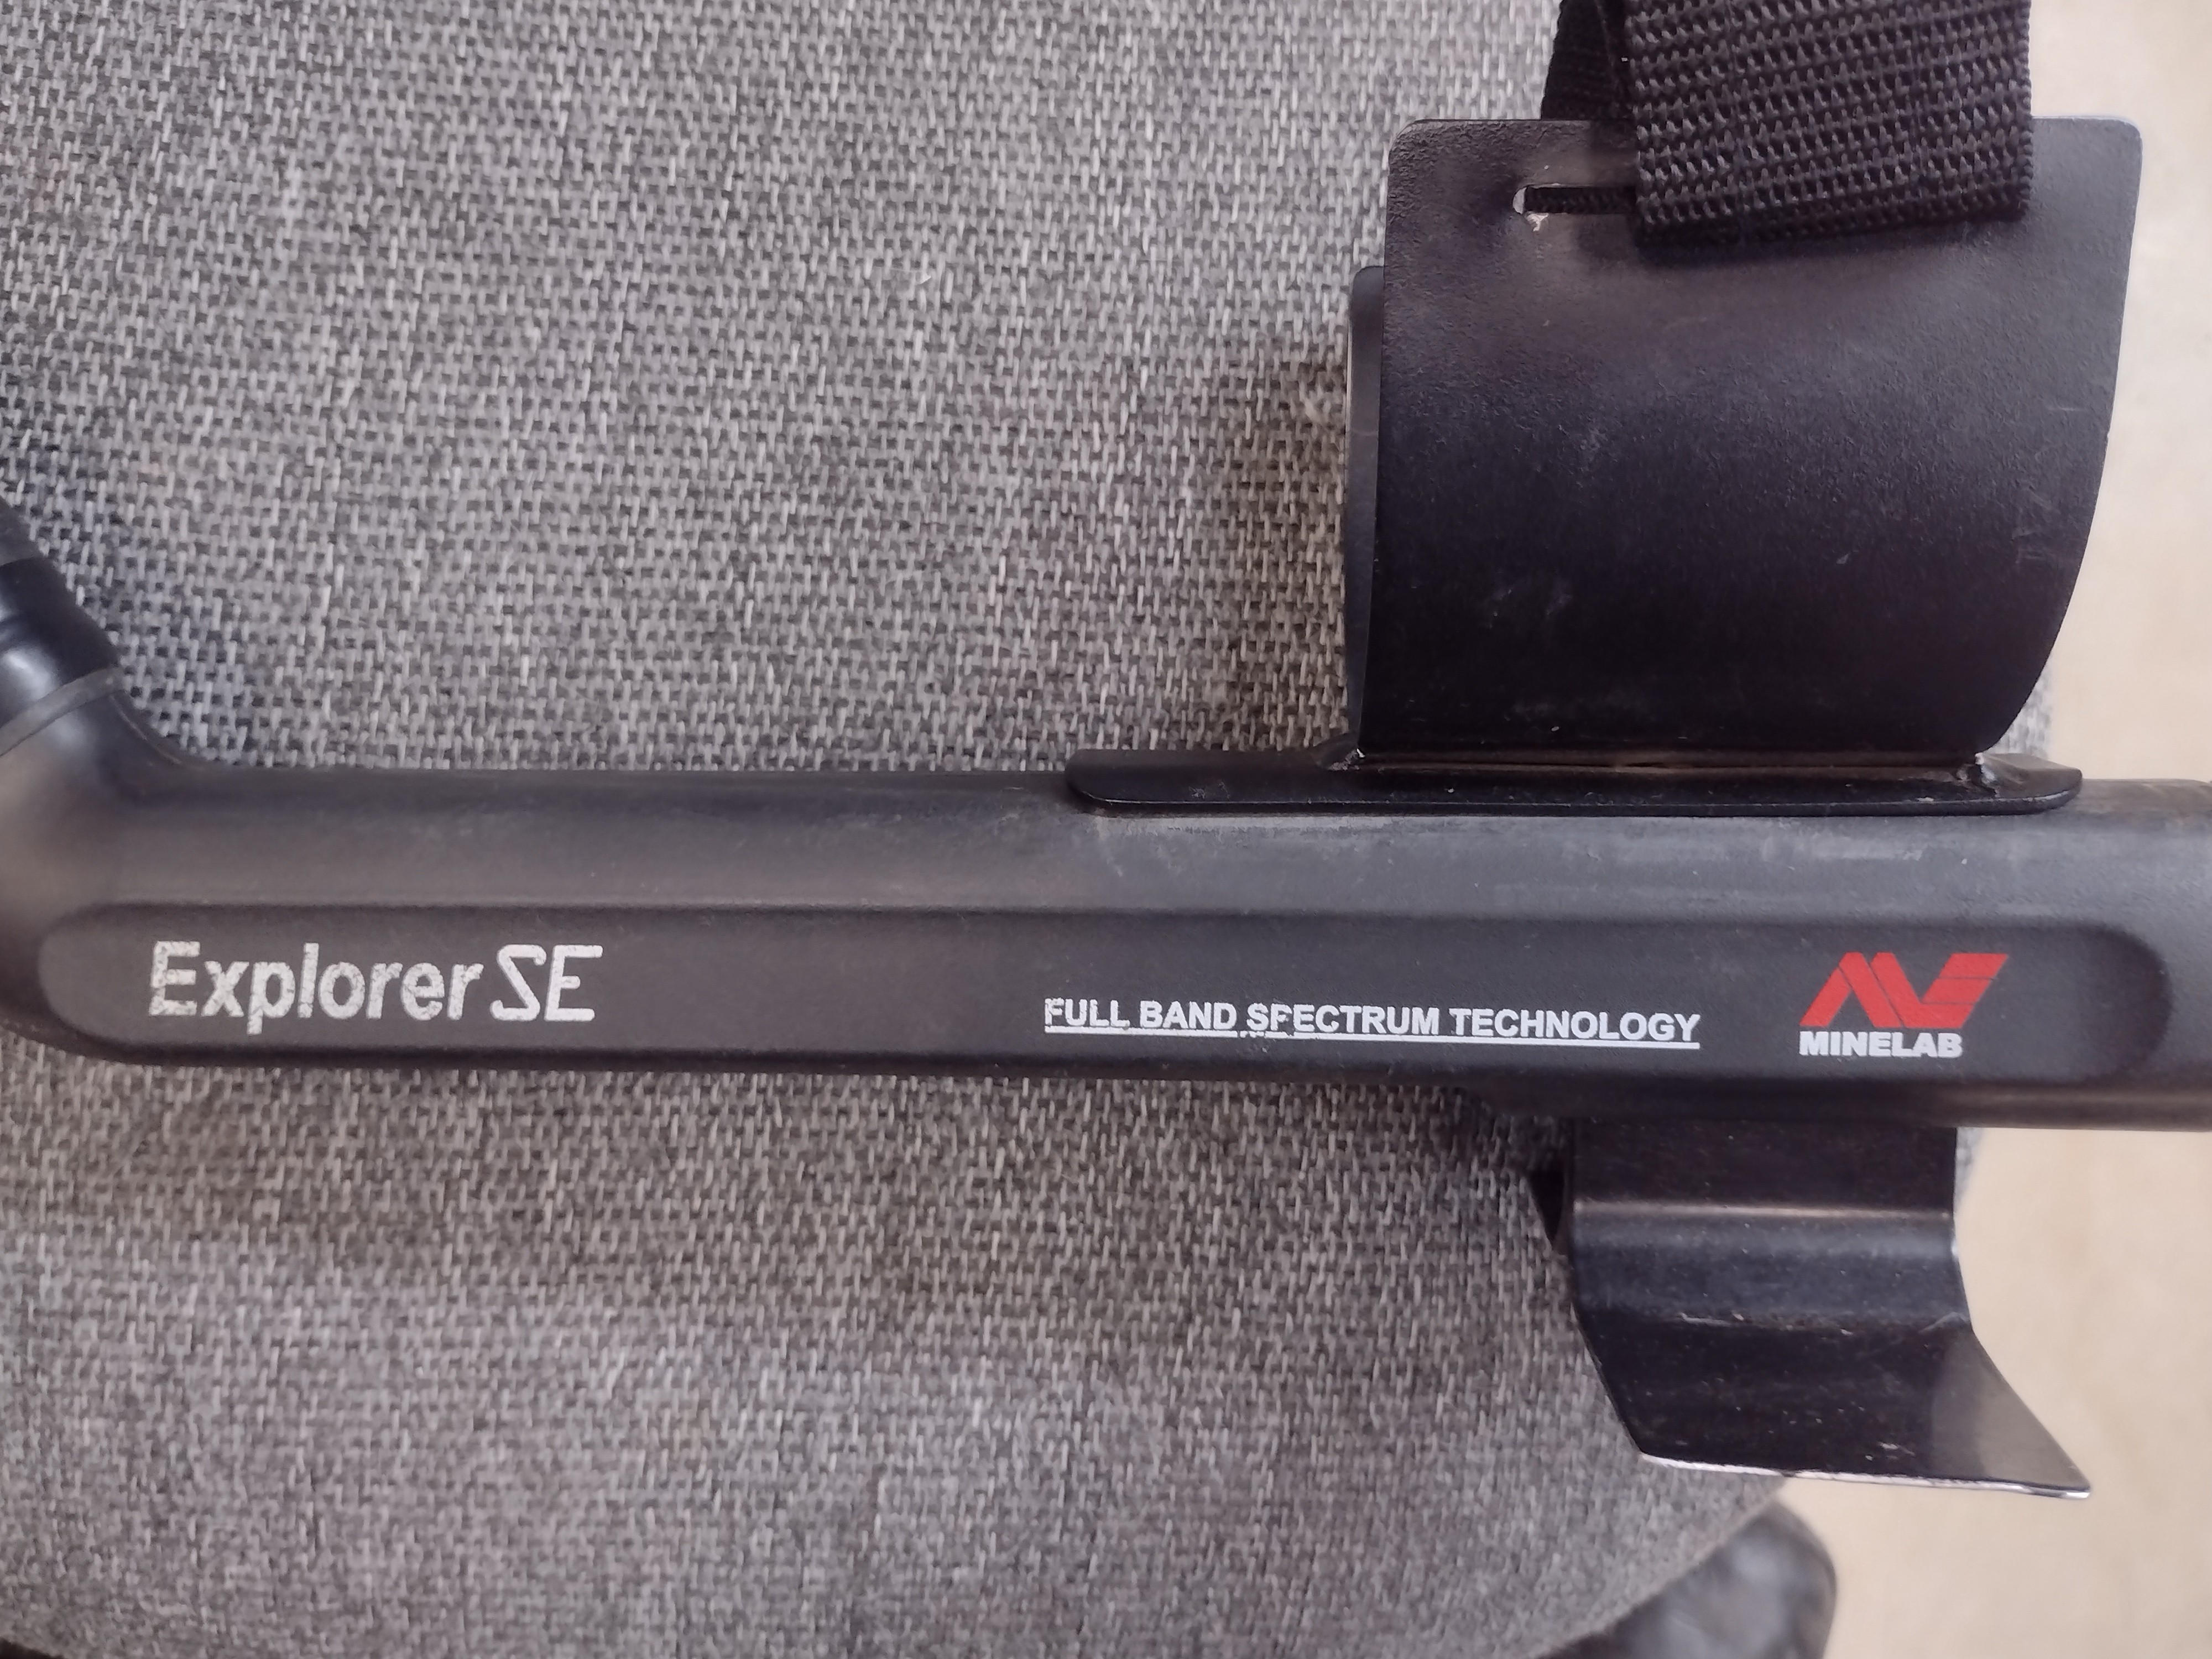 Explorer SE
FULL BAND SPECTRUM TECHNOLOGY
MINELAB